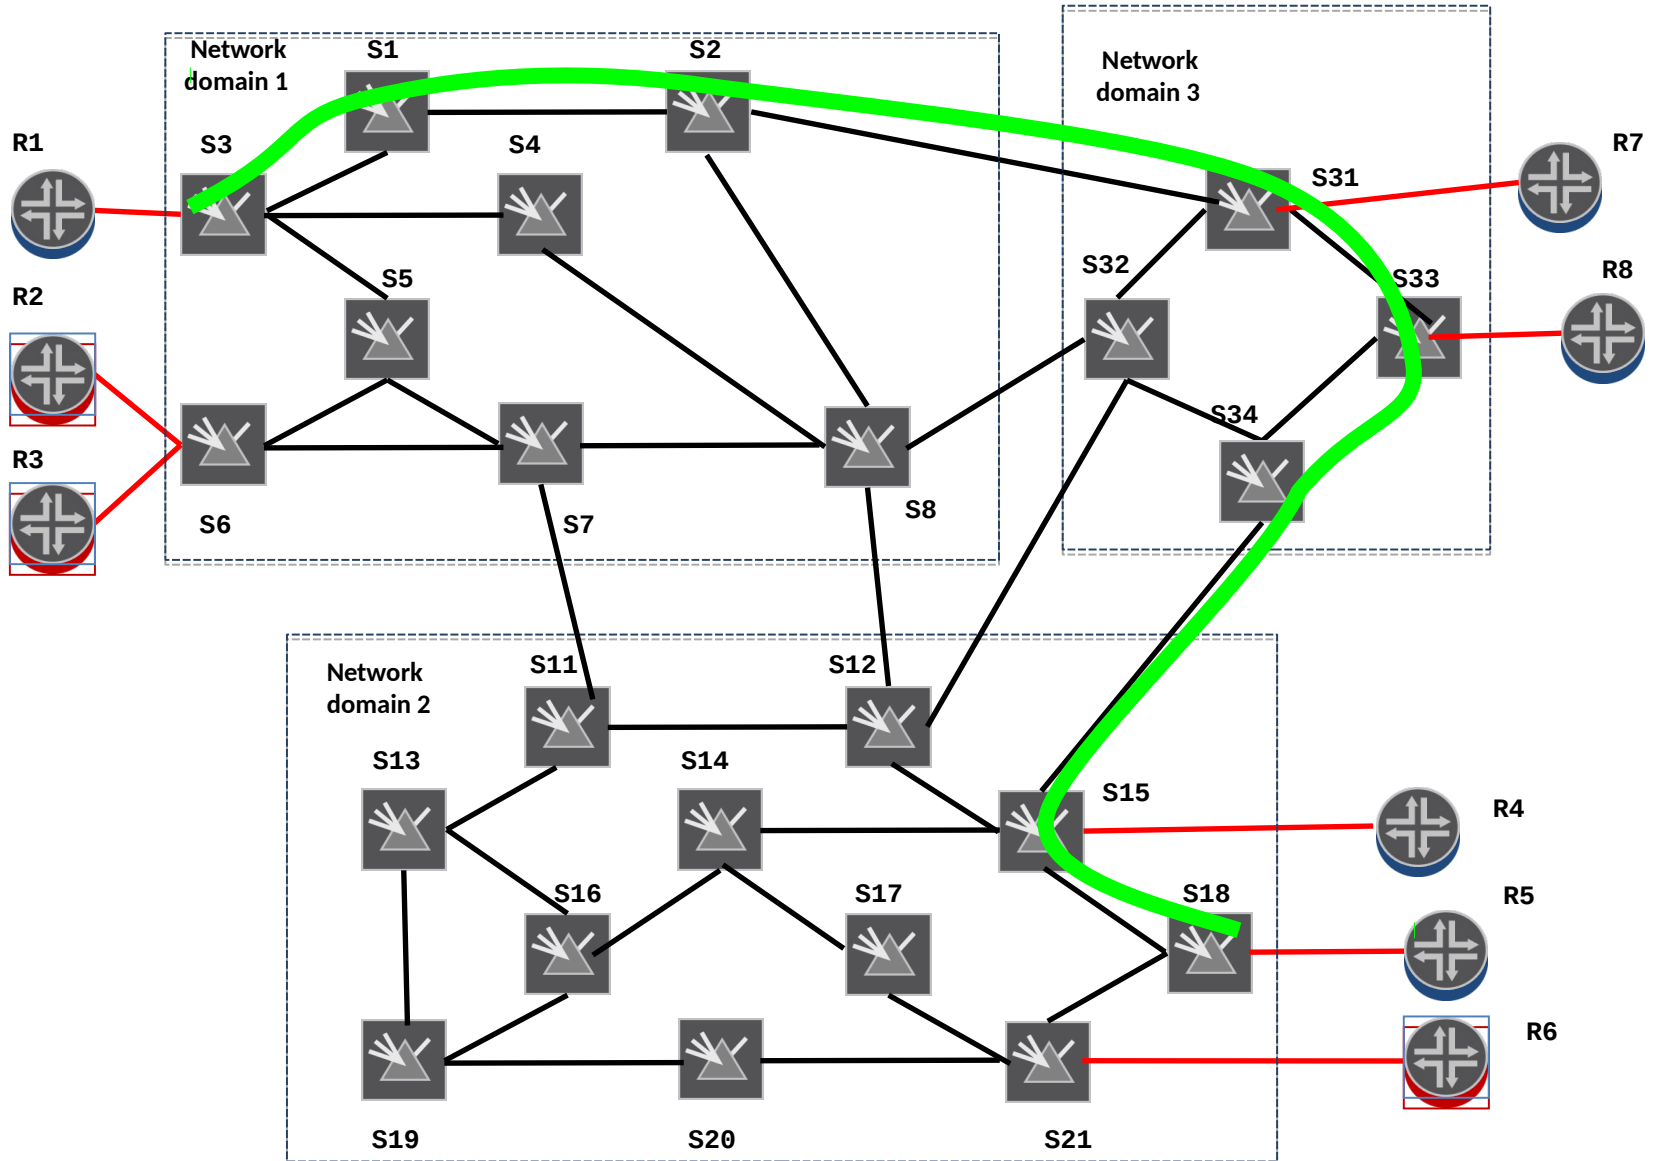 Network
domain 1
S1
S2
Network
domain 3
R1
S3
S4
R7
S31
R2
S5
S32
S33
R8
R3
S34
S6
S7
S8
Network
domain 2
S11
S12
S13
S14
S15
R4
S16
S17
S18
R5
R6
S19
S20
S21